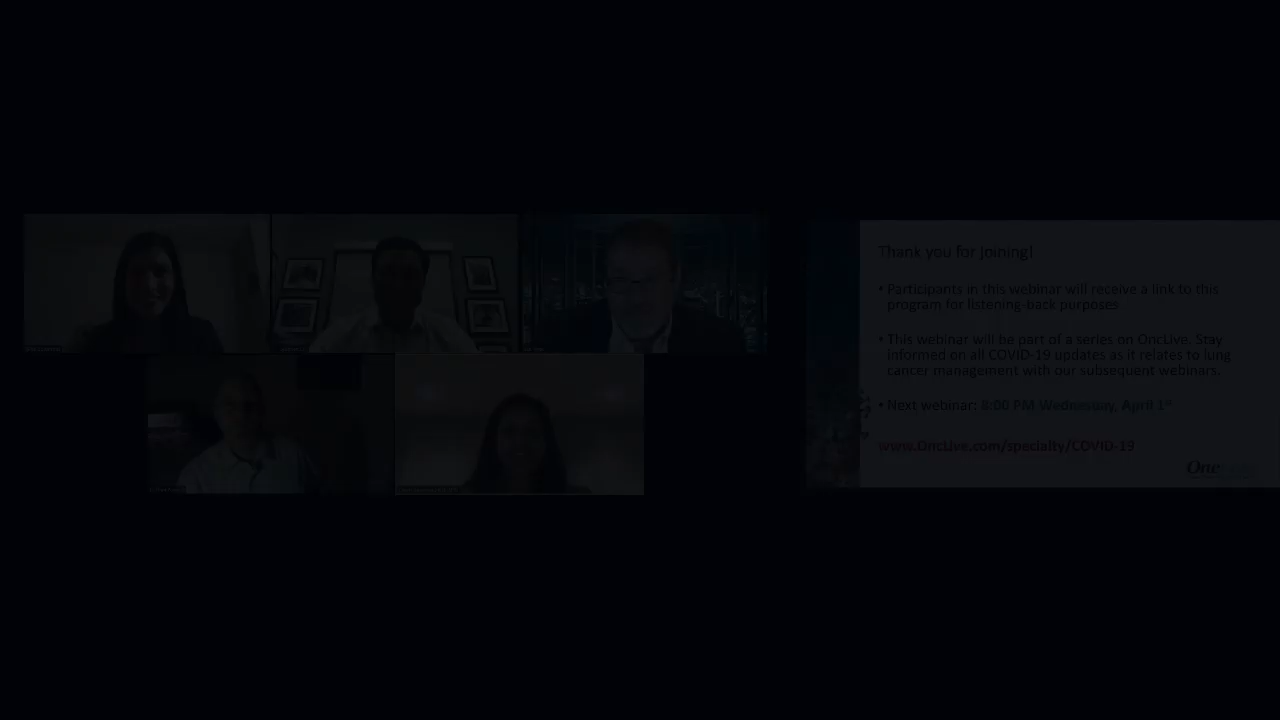 Thank you for joining!
• Participants in this webinar will receive a link to this
program for listening-back purposes
• This webinar will be part of a series on OncLive. Stay
informed on all COVID-19 updates as it relates to lung
cancer management with our subsequent webinars.
• Next webinar: 8:00 PM Wednesday, April 1st
www.OncLive.com/specialty/COVID-19